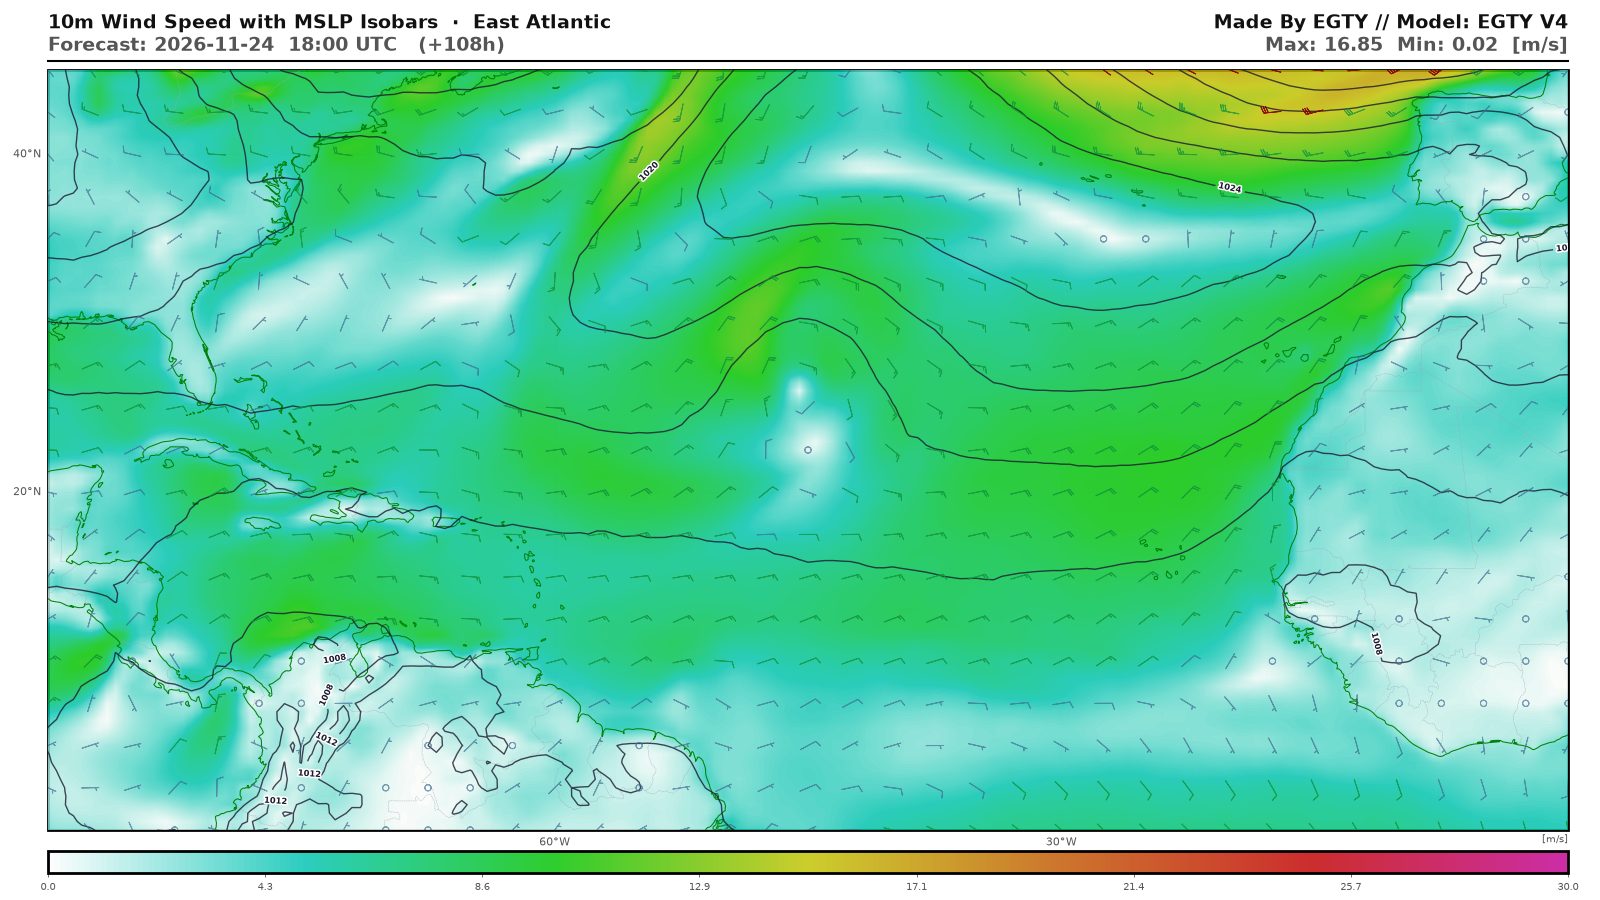 10m Wind Speed with MSLP Isobars · East Atlantic
Made By EGTY // Model: EGTY V4
Forecast: 2026-11-24 18:00 UTC (+108h)
Max: 16.85 Min: 0.02 [m/s]
40°N
1020
1024
10
20°N
1008
1008
1008
1012
1012
1012
60°W
30°W
[m/s]
0.0 4.3 8.6 12.9 17.1 21.4 25.7 30.0